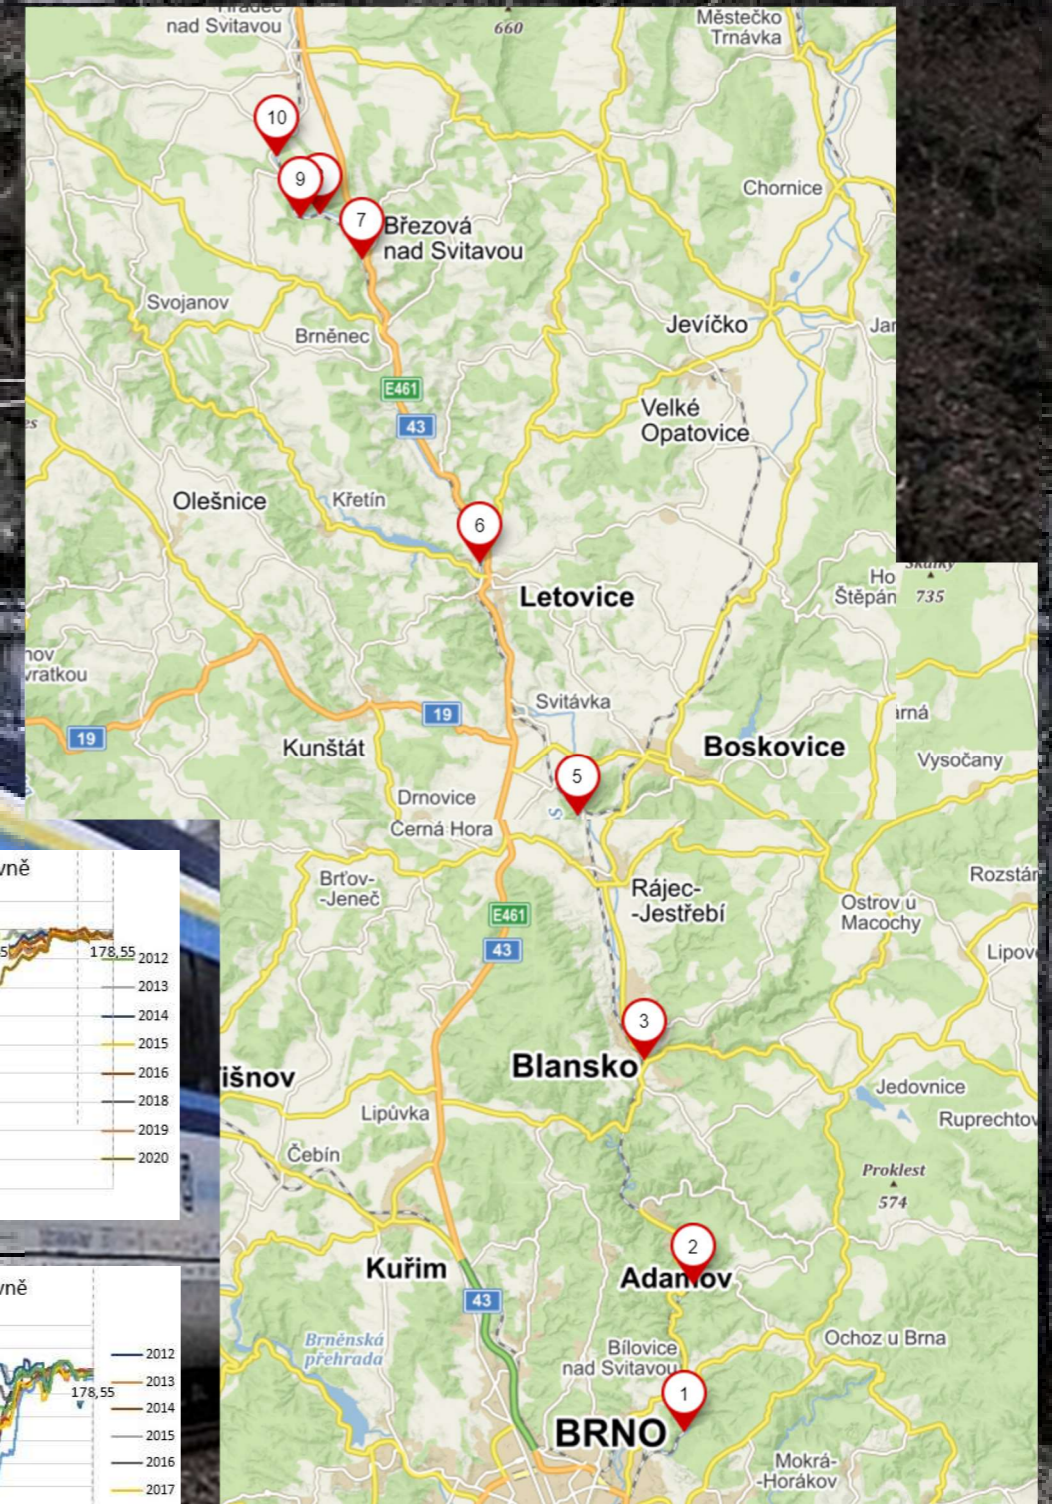 nad Svitavou
660
Městečko
Trnávka
10
9
Chornice
7
Březová
nad Svitavou
Svojanov
Jevíčko
Brněnec
E461
43
Velké
Opatovice
Olešnice
Křetín
6
Letovice
735
19
Svitávka
19
Kunštát
Boskovice
Vysočany
5
Drnovice
Černá Hora
Brťov-
-Jeneč
Rájec-
-Jestřebí
Ostrov u
Macochy
E461
43
178,55
2012
2013
2014
2015
2016
2018
2019
2020
3
Blansko
Jedovnice
Lipůvka
Čebín
Proklest
574
2
Adamov
Kuřim
43
Brněnská
přehrada
Bílovice
nad Svitavou
Ochoz u Brna
1
BRNO
Mokrá-
-Horákov
178,55
2012
2013
2014
2015
2016
2017